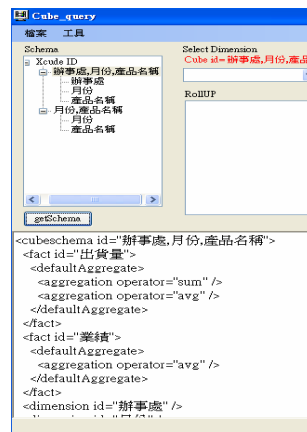 Cube_query
檔案 工具
Schema
Select Dimension
Cube id=辦事處,月份,產品
Xcude ID
辦事處,月份,產品名稱
辦事處
月份
產品名稱
月份,產品名稱
月份
產品名稱
RollUP
getSchema
<cubeschema id="辦事處,月份,產品名稱">
<fact id="出貨量">
<defaultAggregate>
<aggregation operator="sum" />
<aggregation operator="avg" />
</defaultAggregate>
</fact>
<fact id="業績">
<defaultAggregate>
<aggregation operator="avg" />
</defaultAggregate>
</fact>
<dimension id="辦事處" />